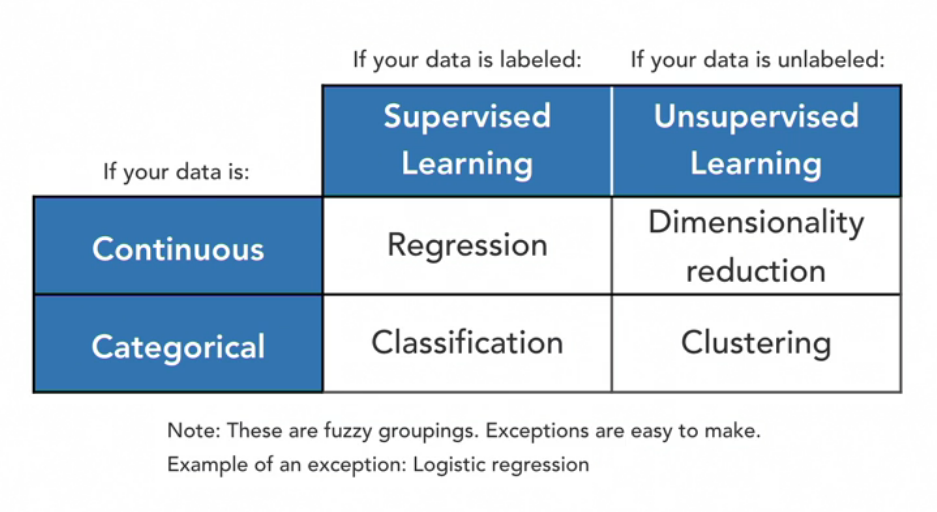 If your data is labeled:
If your data is unlabeled:
Supervised
Learning
Unsupervised
Learning
If your data is:
Continuous
Regression
Dimensionality
reduction
Categorical
Classification
Clustering
Note: These are fuzzy groupings. Exceptions are easy to make.
Example of an exception: Logistic regression